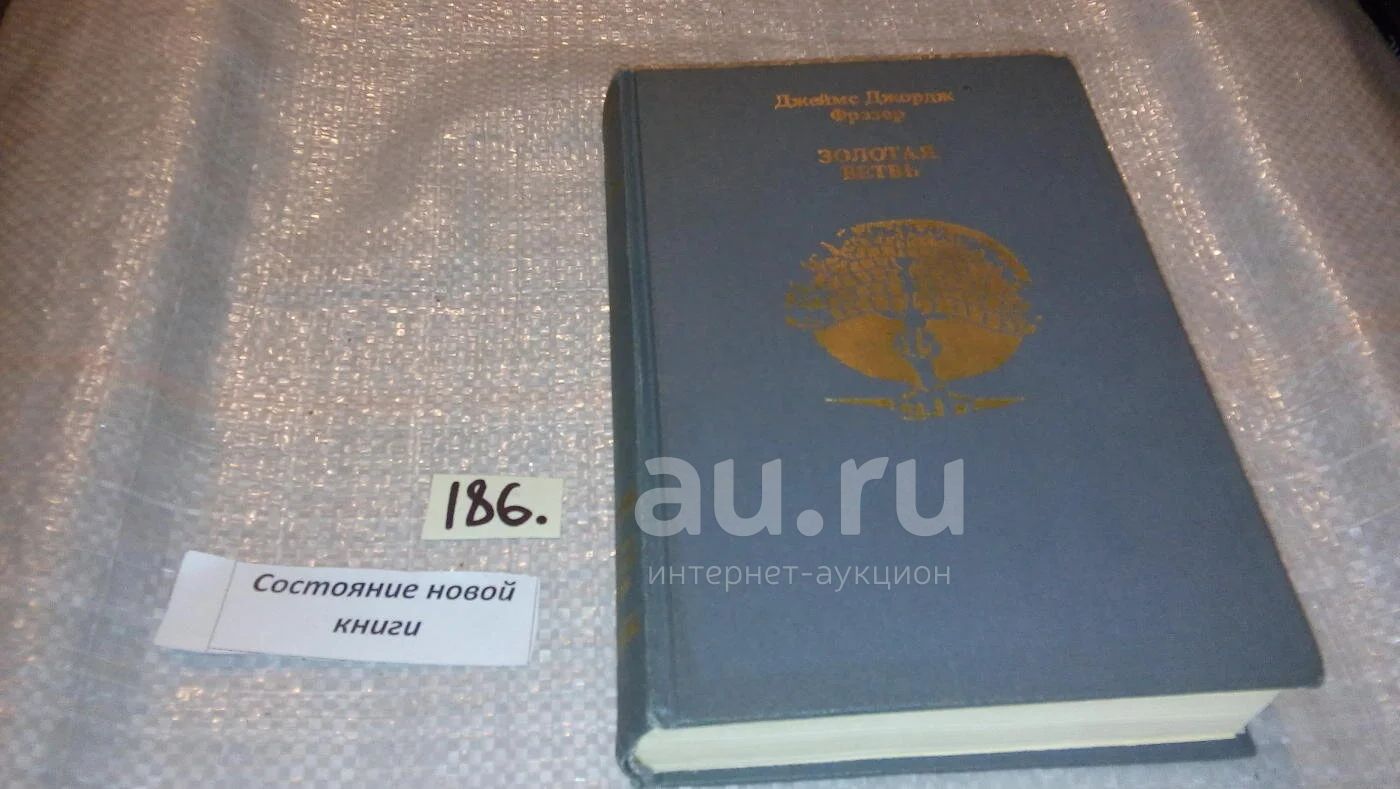 Джеймс Джордж
Фрэзер
ЗОЛОТАЯ
ВЕТВЬ
186.
au.ru
интернет-аукцион
Состояние новой
книги